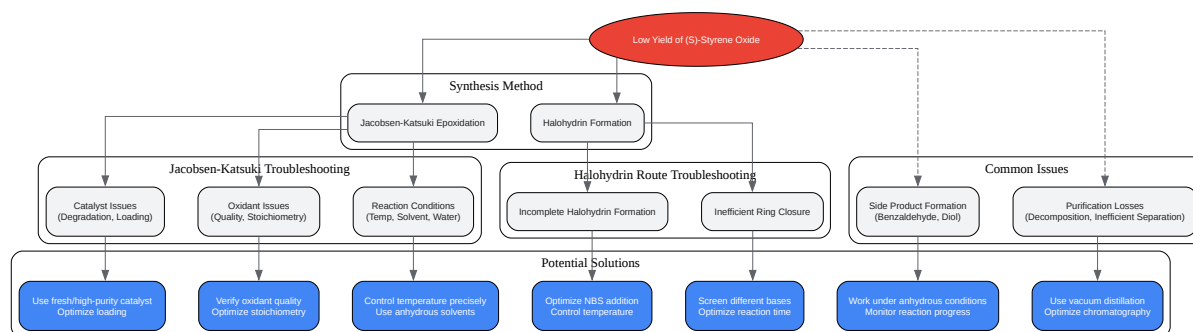 Low Yield of (S)-Styrene Oxide
Synthesis Method
Jacobsen-Katsuki Epoxidation
Halohydrin Formation
Jacobsen-Katsuki Troubleshooting
Halohydrin Route Troubleshooting
Common Issues
Catalyst Issues
(Degradation, Loading)
Oxidant Issues
(Quality, Stoichiometry)
Reaction Conditions
(Temp, Solvent, Water)
Incomplete Halohydrin Formation
Inefficient Ring Closure
Side Product Formation
(Benzaldehyde, Diol)
Purification Losses
(Decomposition, Inefficient Separation)
Potential Solutions
Use fresh/high-purity catalyst
Optimize loading
Verify oxidant quality
Optimize stoichiometry
Control temperature precisely
Use anhydrous solvents
Optimize NBS addition
Control temperature
Screen different bases
Optimize reaction time
Work under anhydrous conditions
Monitor reaction progress
Use vacuum distillation
Optimize chromatography